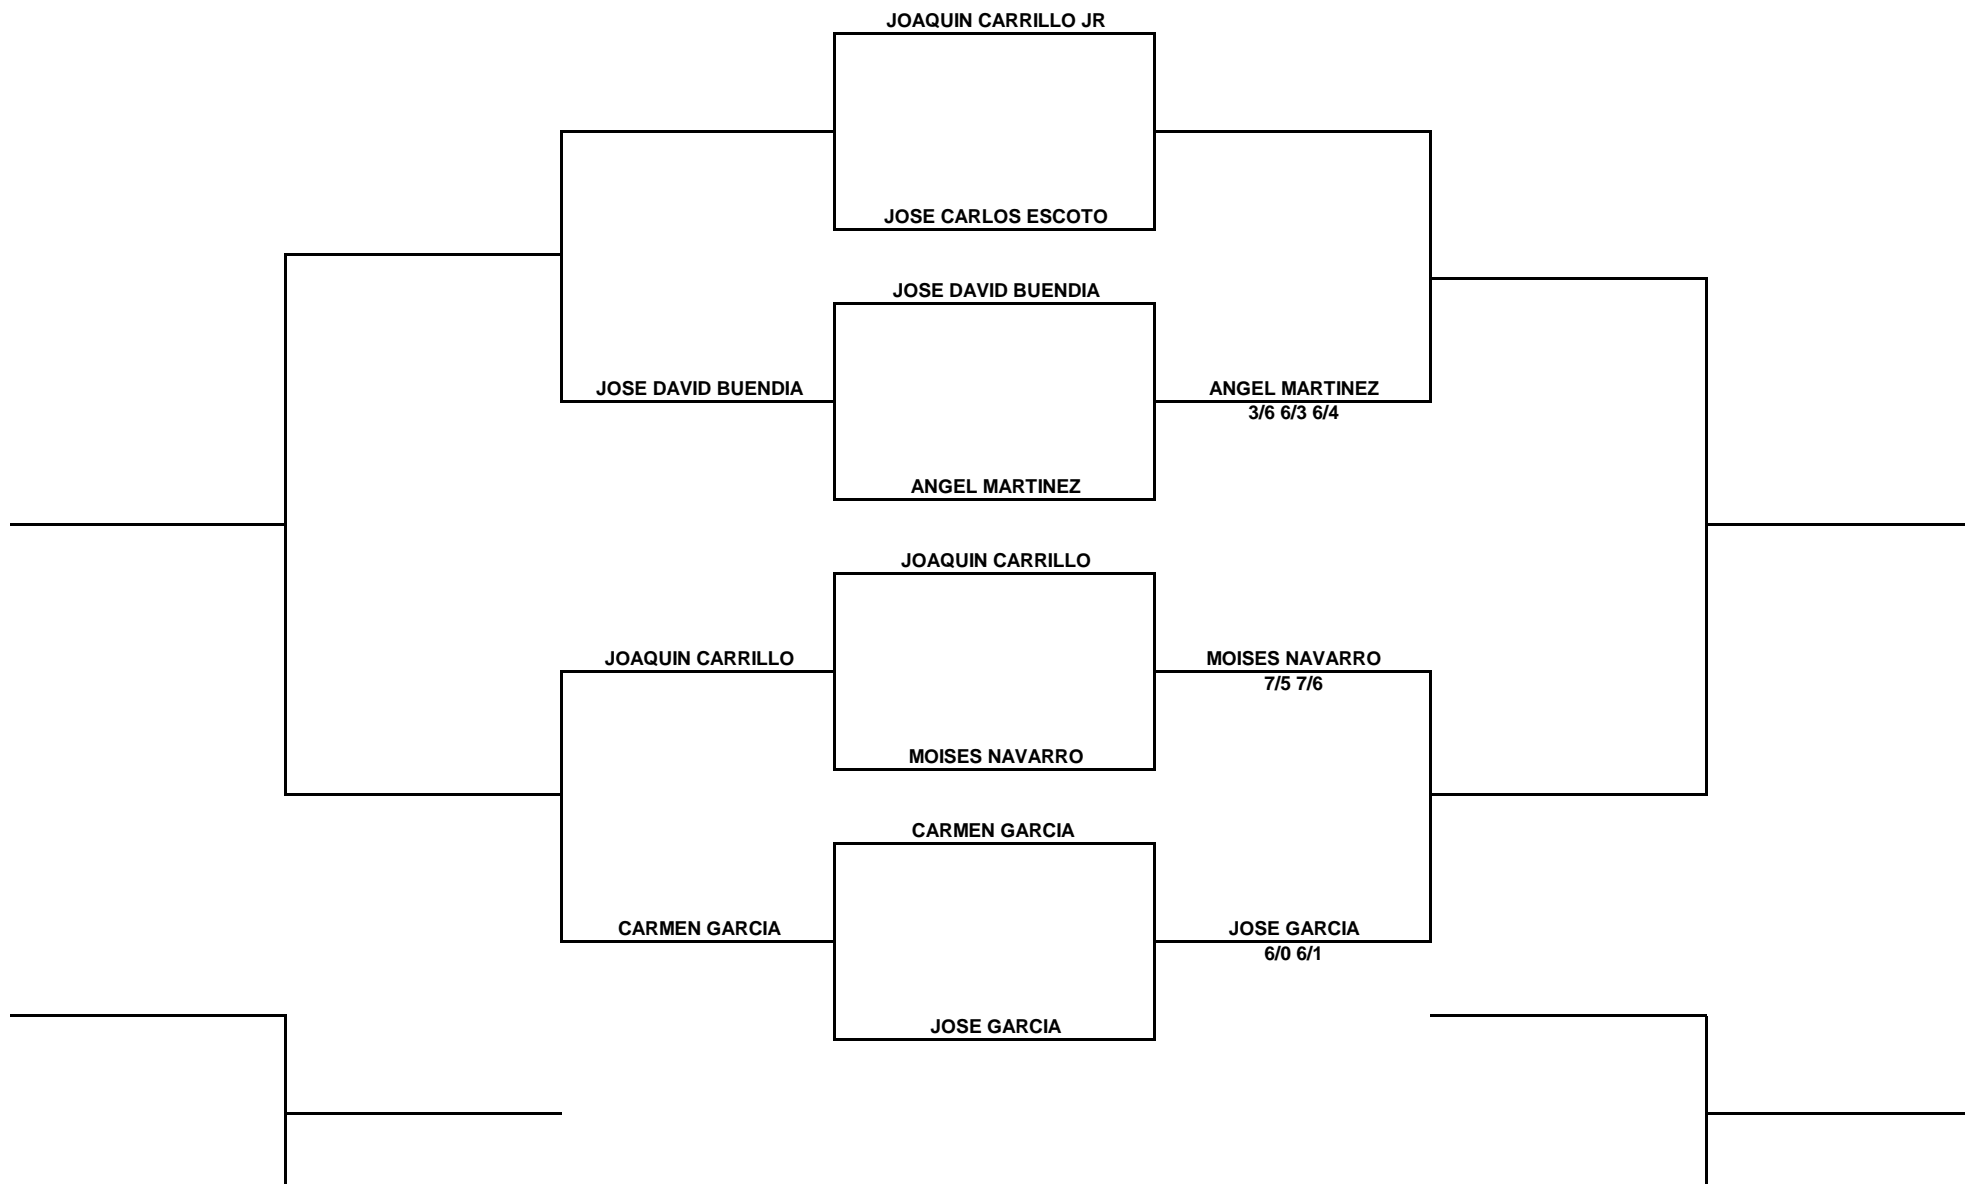 JOAQUIN CARRILLO JR
JOSE CARLOS ESCOTO
JOSE DAVID BUENDIA
JOSE DAVID BUENDIA
ANGEL MARTINEZ
3/6 6/3 6/4
ANGEL MARTINEZ
JOAQUIN CARRILLO
JOAQUIN CARRILLO
MOISES NAVARRO
7/5 7/6
MOISES NAVARRO
CARMEN GARCIA
CARMEN GARCIA
JOSE GARCIA
6/0 6/1
JOSE GARCIA